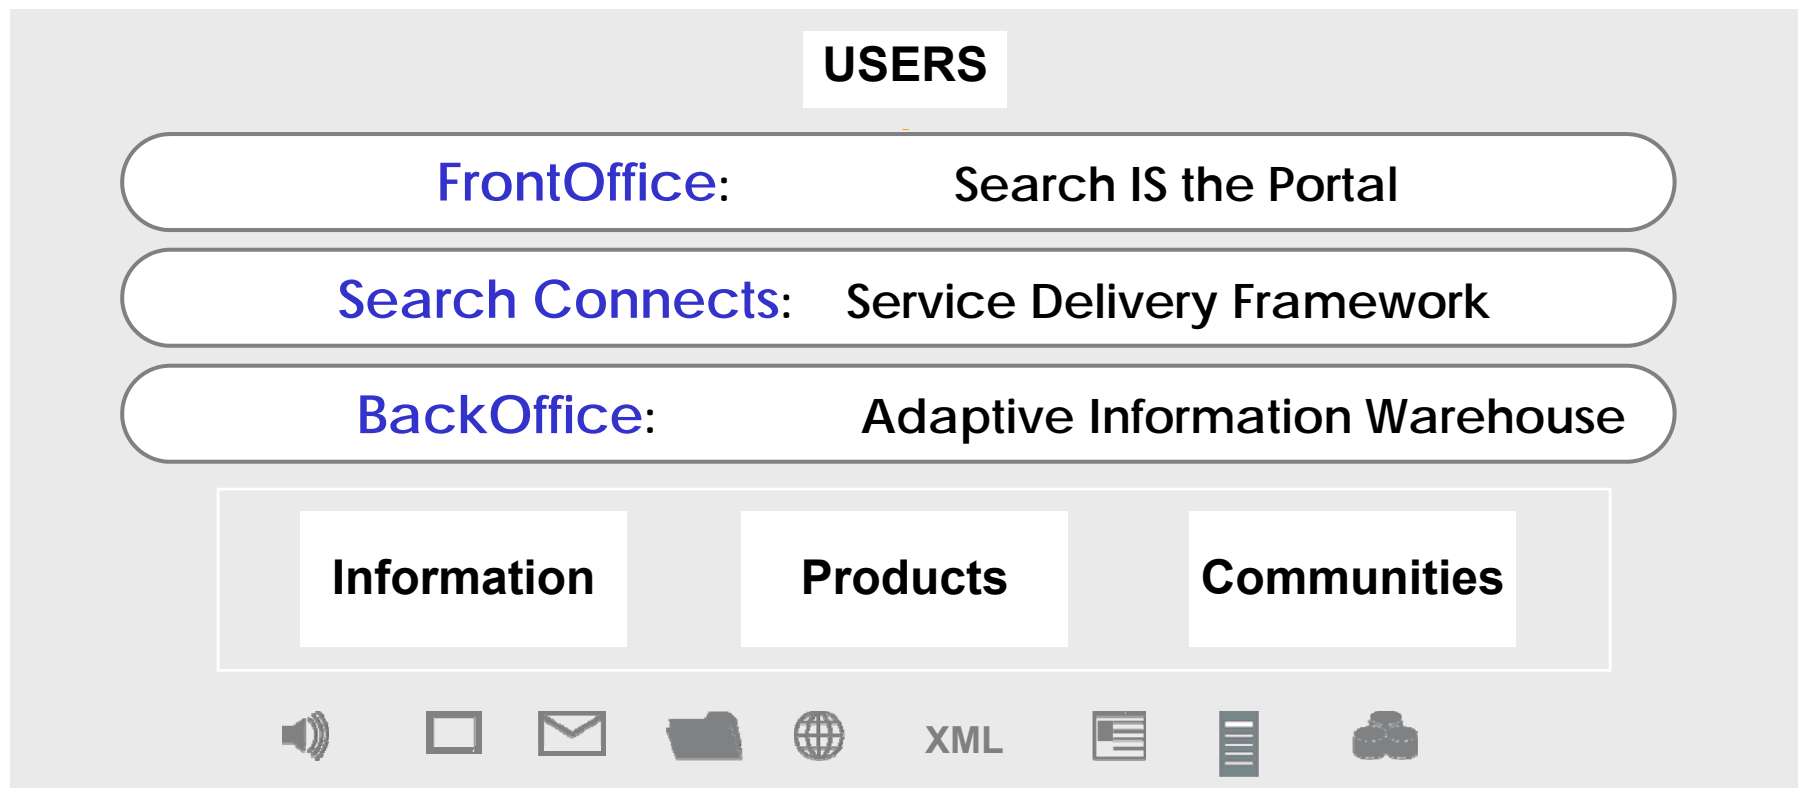 USERS
FrontOffice: Search IS the Portal
Search Connects: Service Delivery Framework
BackOffice: Adaptive Information Warehouse
Information Products Communities
XML